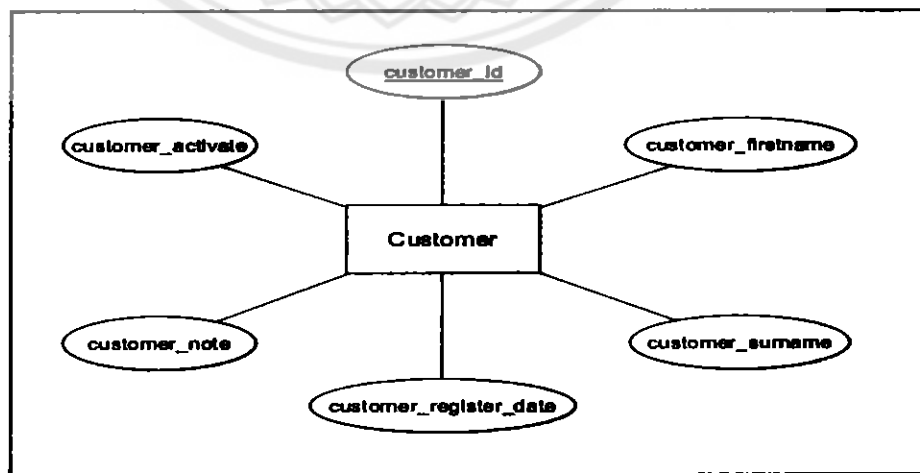 customer_id
customer_activate
customer_firstname
Customer
customer_note
customer_surname
customer_register_date